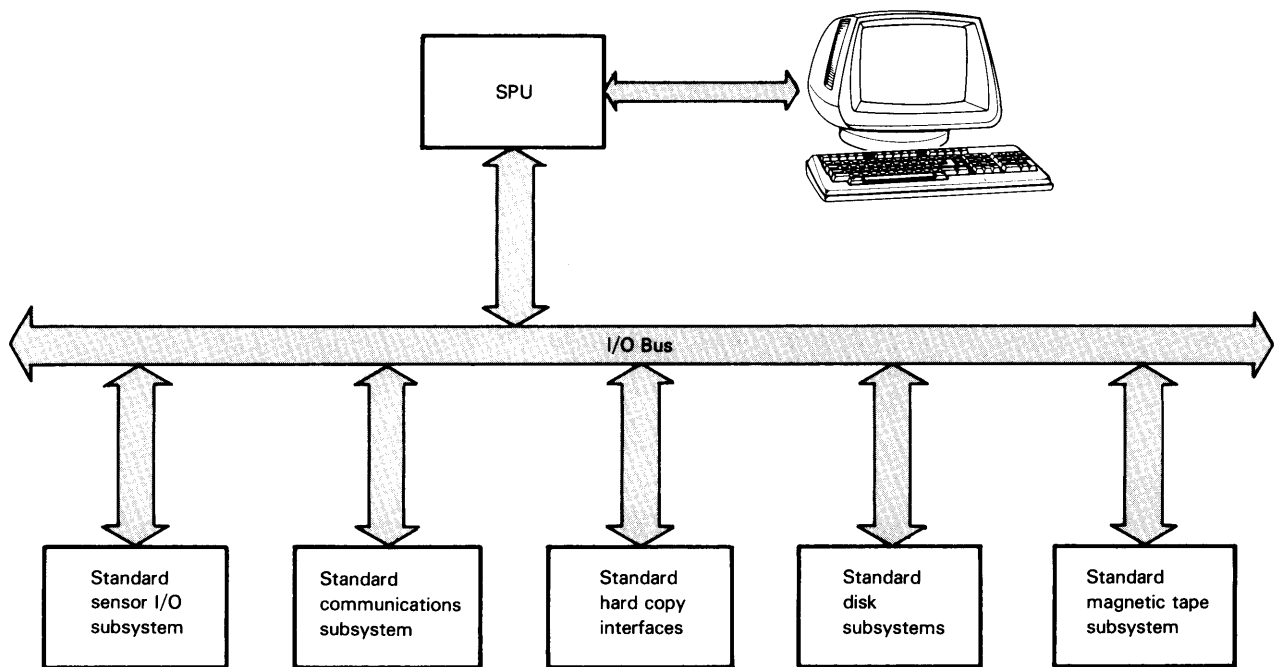 SPU
I/O Bus
Standard
sensor I/O
subsystem
Standard
communications
subsystem
Standard
hard copy
interfaces
Standard
disk
subsystems
Standard
magnetic tape
subsystem